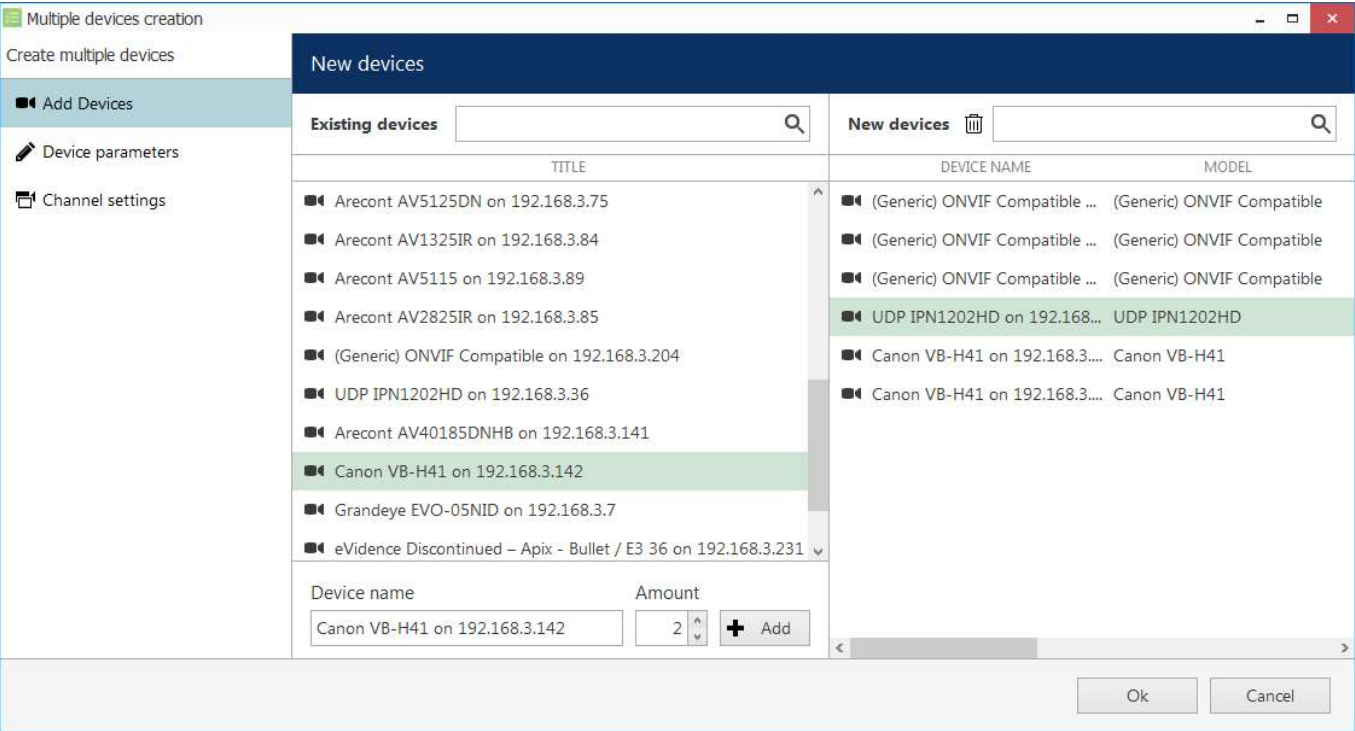 Multiple devices creation
Create multiple devices
Add Devices
Device parameters
Channel settings
New devices
Existing devices
TITLE
Arecont AV5125DN on 192.168.3.75
Arecont AV1325IR on 192.168.3.84
Arecont AV5115 on 192.168.3.89
Arecont AV2825IR on 192.168.3.85
(Generic) ONVIF Compatible on 192.168.3.204
UDP IPN1202HD on 192.168.3.36
Arecont AV40185DNHB on 192.168.3.141
Canon VB-H41 on 192.168.3.142
Grandeye EVO-05NID on 192.168.3.7
eVidence Discontinued – Apix - Bullet / E3 36 on 192.168.3.231
Device name Amount
Canon VB-H41 on 192.168.3.142 2 Add
New devices
DEVICE NAME MODEL
(Generic) ONVIF Compatible ... (Generic) ONVIF Compatible
(Generic) ONVIF Compatible ... (Generic) ONVIF Compatible
(Generic) ONVIF Compatible ... (Generic) ONVIF Compatible
UDP IPN1202HD on 192.168... UDP IPN1202HD
Canon VB-H41 on 192.168.3.... Canon VB-H41
Canon VB-H41 on 192.168.3.... Canon VB-H41
Ok Cancel